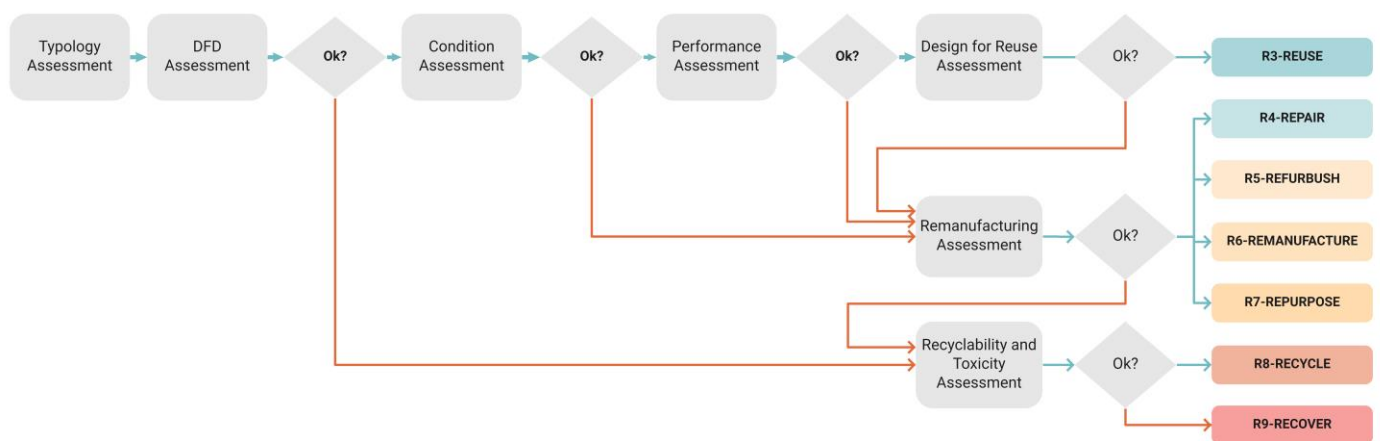 Typology
Assessment
DFD
Assessment
Ok?
Condition
Assessment
Ok?
Performance
Assessment
Ok?
Design for Reuse
Assessment
Ok?
R3-REUSE
R4-REPAIR
R5-REFURBUSH
Remanufacturing
Assessment
Ok?
R6-REMANUFACTURE
R7-REPURPOSE
Recyclability and
Toxicity
Assessment
Ok?
R8-RECYCLE
R9-RECOVER